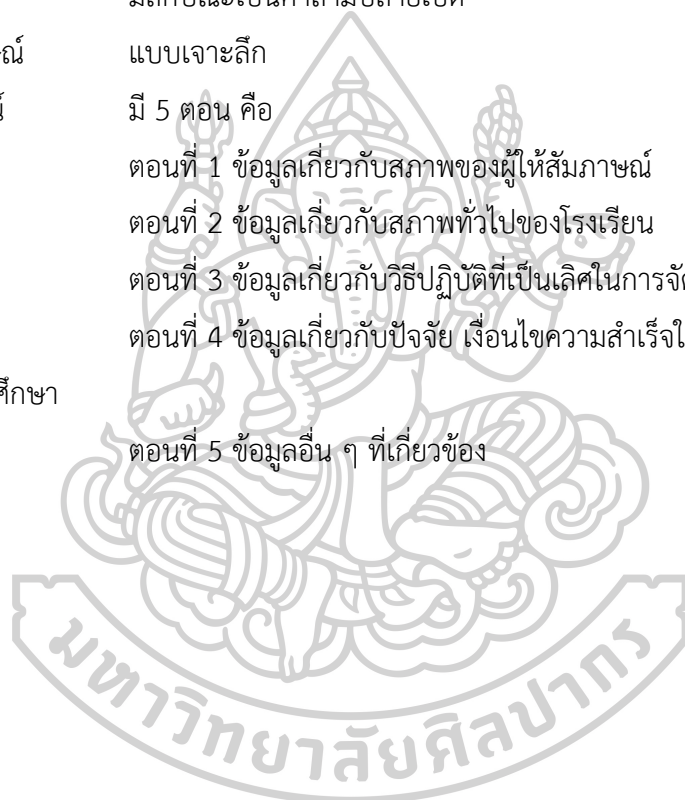 แบบเจาะลึก
มี 5 ตอน คือ
ตอนที่ 1 ข้อมูลเกี่ยวกับสภาพของผู้ให้สัมภาษณ์
ตอนที่ 2 ข้อมูลเกี่ยวกับสภาพทั่วไปของโรงเรียน
ตอนที่ 3 ข้อมูลเกี่ยวกับวิธีปฏิบัติที่เป็นเลิศในการจัด
ตอนที่ 4 ข้อมูลเกี่ยวกับปัจจัย เงื่อนไขความสำเร็จใ
ศึกษา
ตอนที่ 5 ข้อมูลอื่น ๆ ที่เกี่ยวข้อง
มหาวิทยาลัยศิลปากร